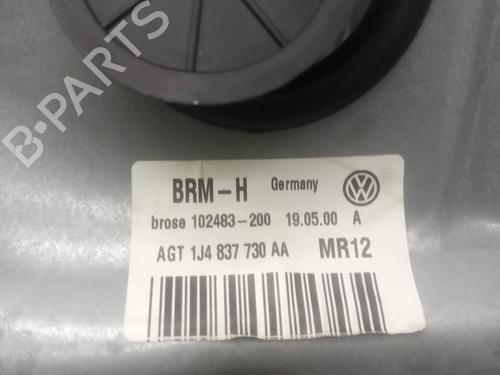 B-PARTS
BRM-H Germany
brose 102483-200 19.05.00 A
AGT 1J4 837 730 AA MR12